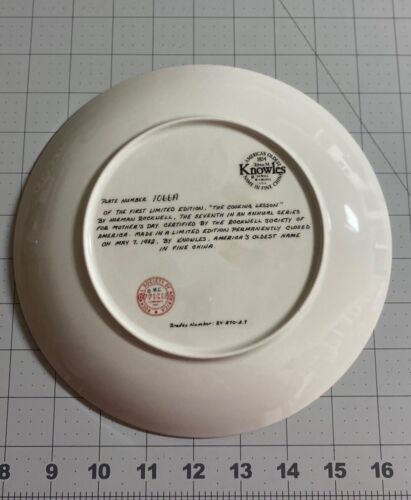 AMERICA'S OLDEST
1854
Edwin M.
Knowles
NAME IN FINE CHINA
PLATE NUMBER 1066A
OF THE FIRST LIMITED EDITION. "THE COOKING LESSON"
BY NORMAN ROCKWELL, THE SEVENTH IN AN ANNUAL SERIES
FOR MOTHER'S DAY CERTIFIED BY THE ROCKWELL SOCIETY OF
AMERICA. MADE IN A LIMITED EDITION PERMANENTLY CLOSED
ON MAY 7, 1982, BY KNOWLES, AMERICA'S OLDEST NAME
IN FINE CHINA.
OFFICIAL
Bradex Number: 84-K70-2.7
8 9 10 11 12 13 14 15 16